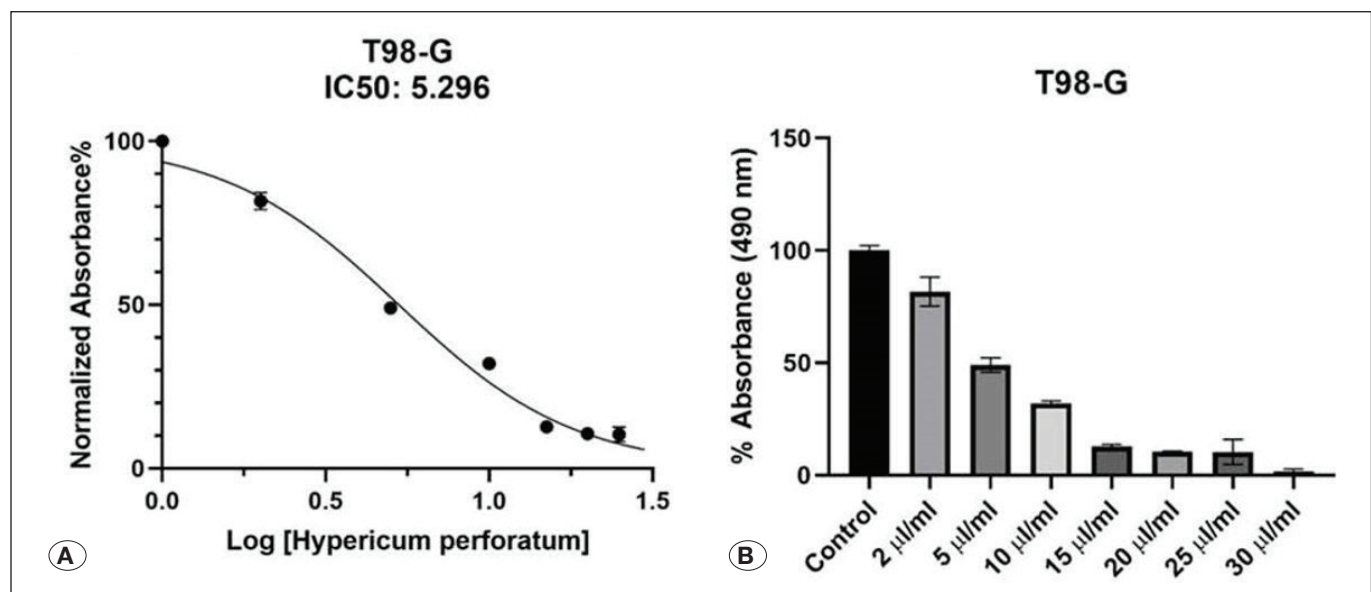 T98-G
IC50: 5.296
Normalized Absorbance%
100
50
0
0.0
0.5
1.0
1.5
Log [Hypericum perforatum]
A
T98-G
% Absorbance (490 nm)
150
100
50
0
Control
2 µl/ml
5 µl/ml
10 µl/ml
15 µl/ml
20 µl/ml
25 µl/ml
30 µl/ml
B